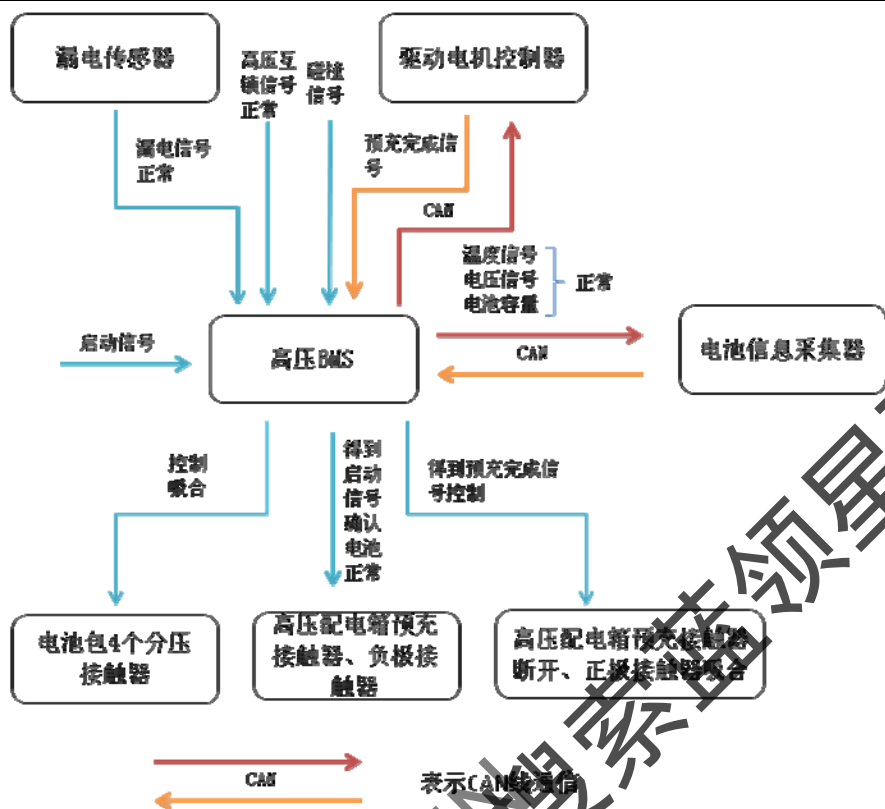 漏电传感器
高压互
锁信号
正常
碰撞
信号
驱动电机控制器
漏电信号
正常
预充完成信
号
CAN
温度信号
电压信号
电池容量
正常
启动信号
高压BMS
CAN
电池信息采集器
控制
吸合
得到
启动
信号
确认
电池
正常
得到预充完成信
号控制
电池包4个分压
接触器
高压配电箱预充
接触器、负极接
触器
高压配电箱预充接触器
断开、正极接触器吸合
CAN
表示CAN线通信
搜索蓝领星